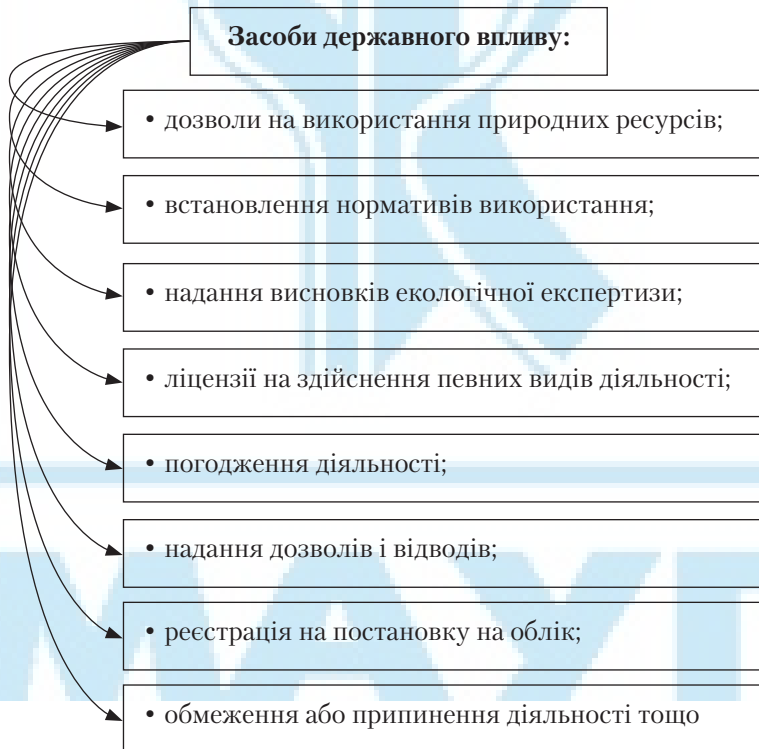 Засоби державного впливу:
• дозволи на використання природних ресурсів;
• встановлення нормативів використання;
• надання висновків екологічної експертизи;
• ліцензії на здійснення певних видів діяльності;
• погодження діяльності;
• надання дозволів і відводів;
• реєстрація на постановку на облік;
• обмеження або припинення діяльності тощо
МАУП